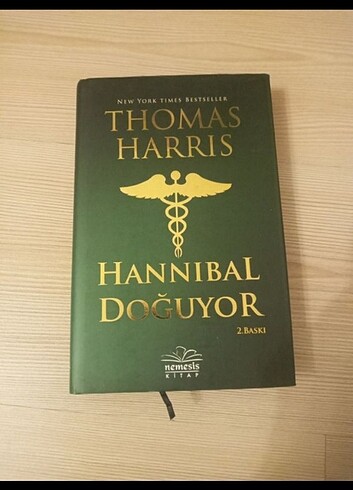 NEW YORK TIMES BESTSELLER
THOMAS
HARRIS
HANNIBAL
DOĞUYOR
2.BASKI
nemesis
KİTAP